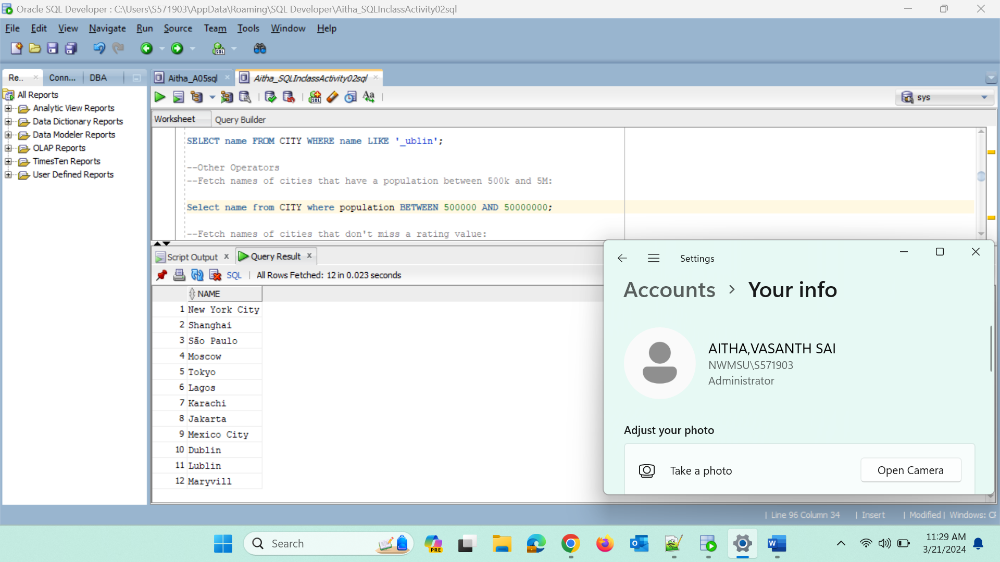 Oracle SQL Developer : C:\Users\S571903\AppData\Roaming\SQL Developer\Aitha_SQLInclassActivity02sql
File Edit View Navigate Run Source Team Tools Window Help
Re.. Conn... DBA
Aitha_A05sql Aitha_SQLInclassActivity02sql
All Reports
Analytic View Reports
Data Dictionary Reports
Data Modeler Reports
OLAP Reports
TimesTen Reports
User Defined Reports
sys
Worksheet Query Builder
SELECT name FROM CITY WHERE name LIKE '_ublin';
--Other Operators
--Fetch names of cities that have a population between 500k and 5M:
Select name from CITY where population BETWEEN 500000 AND 50000000;
--Fetch names of cities that don't miss a rating value:
Script Output x Query Result x
SQL | All Rows Fetched: 12 in 0.023 seconds
NAME
1 New York City
2 Shanghai
3 São Paulo
4 Moscow
5 Tokyo
6 Lagos
7 Karachi
8 Jakarta
9 Mexico City
10 Dublin
11 Lublin
12 Maryvill
Settings
Accounts > Your info
AITHA,VASANTH SAI
NWMSU\S571903
Administrator
Adjust your photo
Take a photo Open Camera
| Line 96 Column 34 | Insert | Modified | Windows: CF
Search
PRE
11:29 AM
3/21/2024